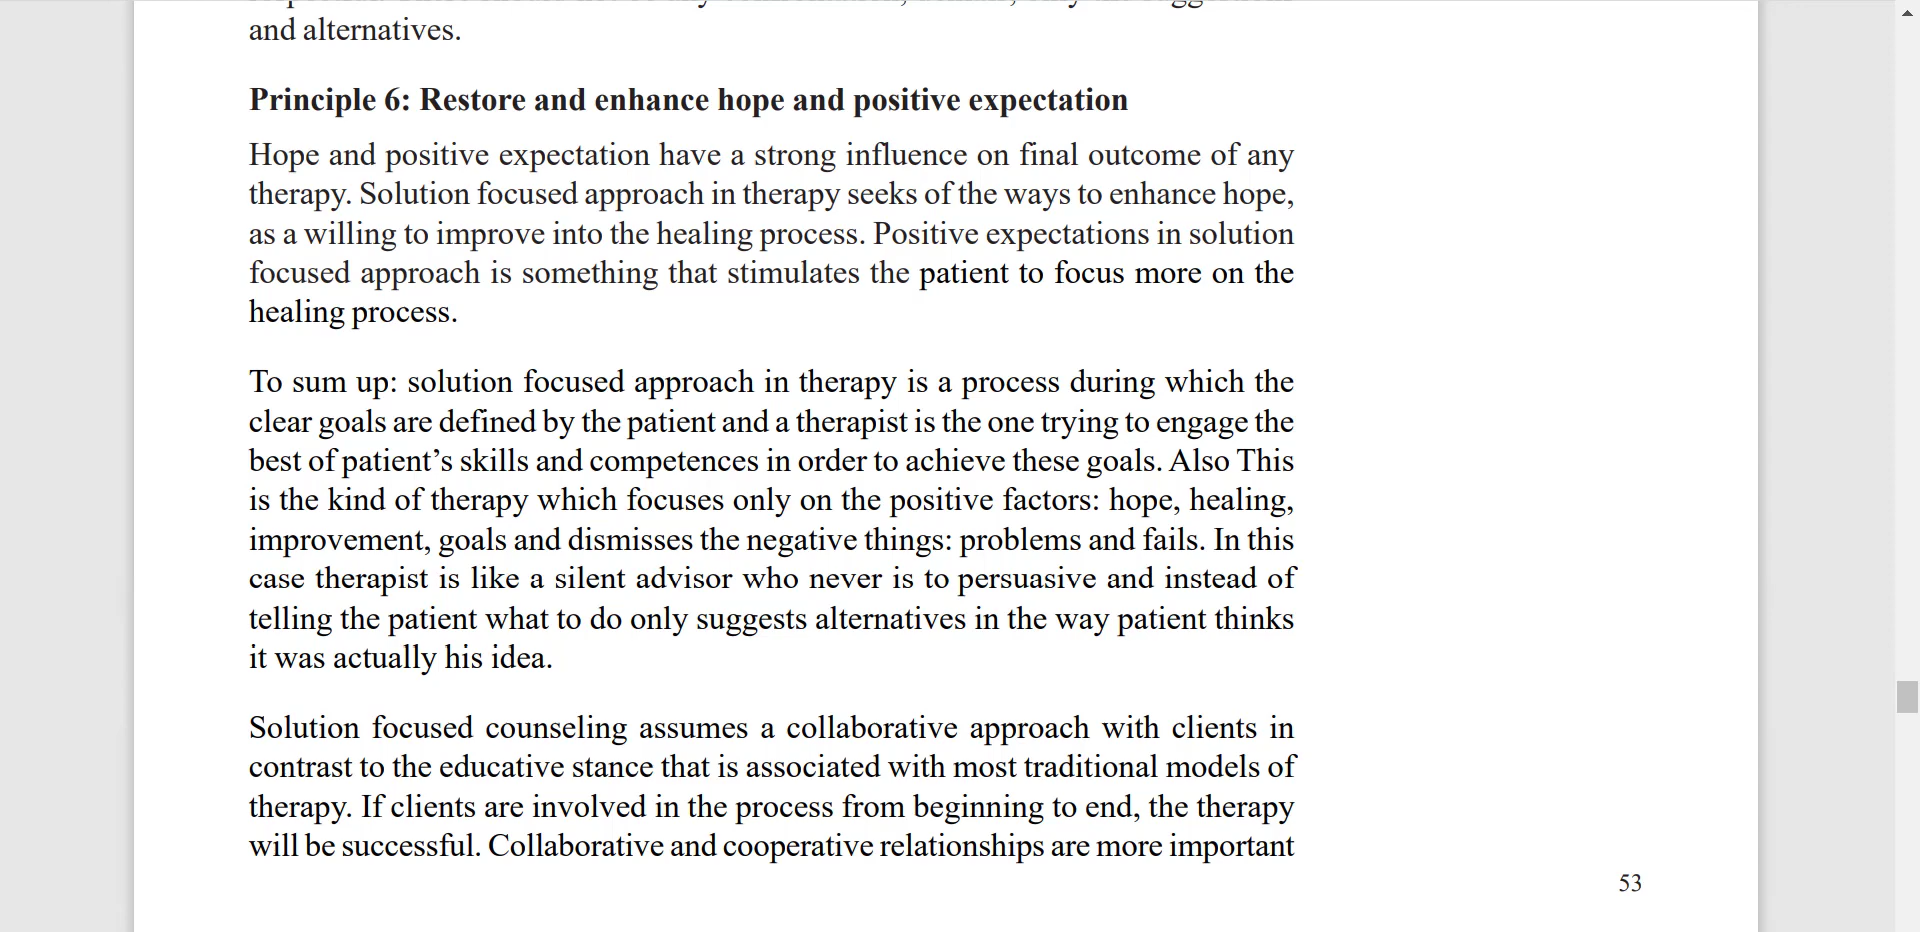 and alternatives.
Principle 6: Restore and enhance hope and positive expectation
Hope and positive expectation have a strong influence on final outcome of any
therapy. Solution focused approach in therapy seeks of the ways to enhance hope,
as a willing to improve into the healing process. Positive expectations in solution
focused approach is something that stimulates the patient to focus more on the
healing process.
To sum up: solution focused approach in therapy is a process during which the
clear goals are defined by the patient and a therapist is the one trying to engage the
best of patient’s skills and competences in order to achieve these goals. Also This
is the kind of therapy which focuses only on the positive factors: hope, healing,
improvement, goals and dismisses the negative things: problems and fails. In this
case therapist is like a silent advisor who never is to persuasive and instead of
telling the patient what to do only suggests alternatives in the way patient thinks
it was actually his idea.
Solution focused counseling assumes a collaborative approach with clients in
contrast to the educative stance that is associated with most traditional models of
therapy. If clients are involved in the process from beginning to end, the therapy
will be successful. Collaborative and cooperative relationships are more important
53